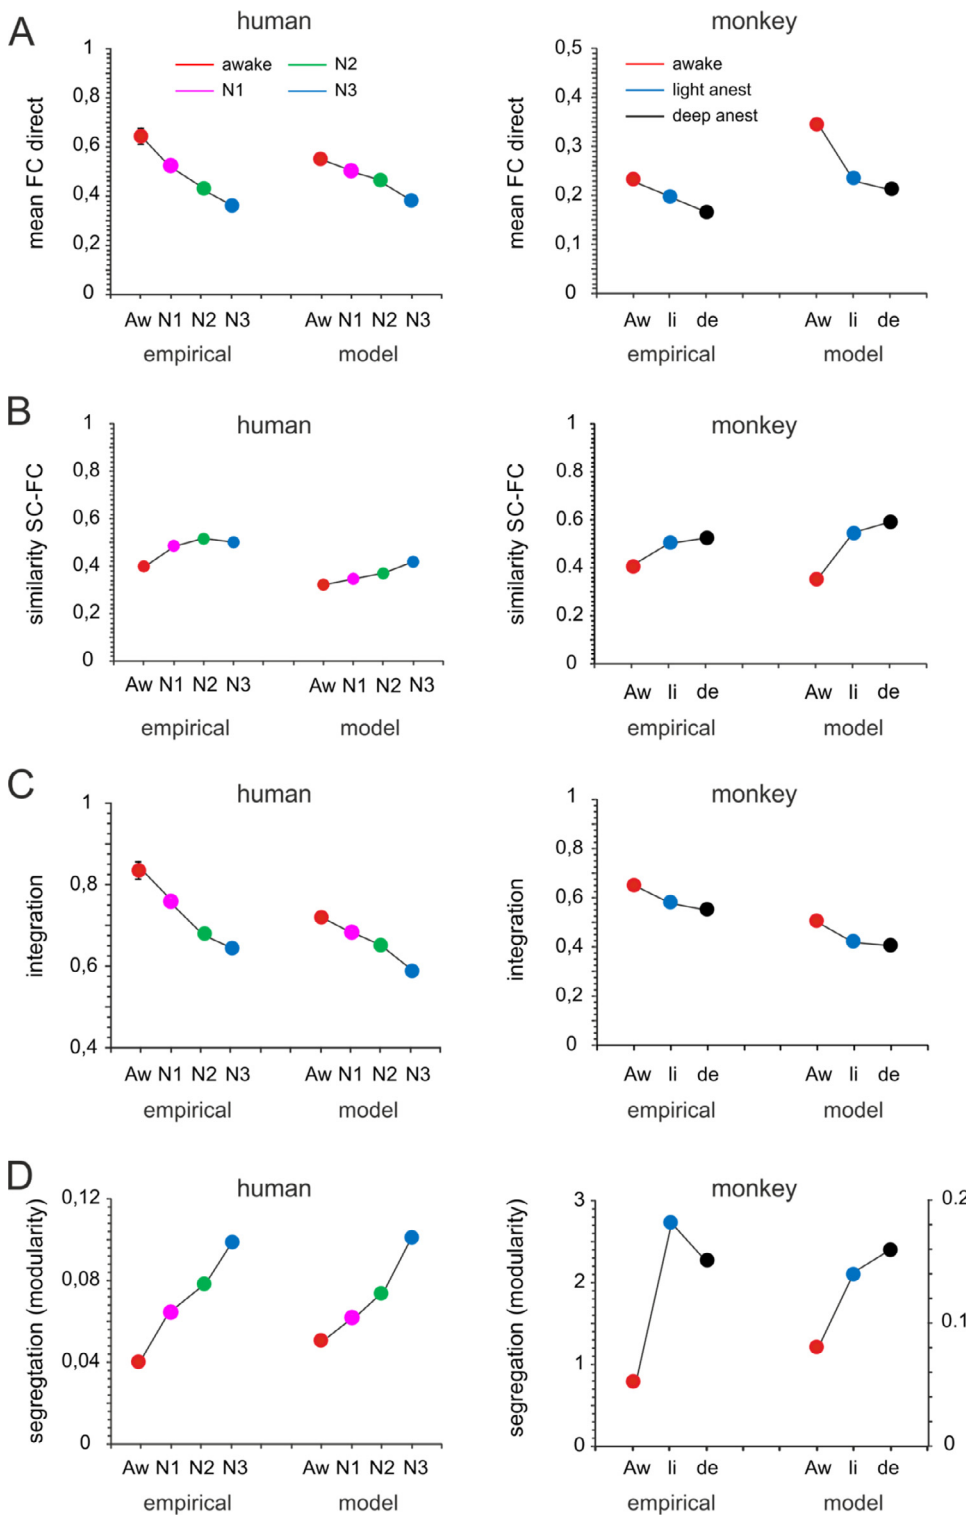 A
human
monkey
mean FC direct
1
0,8
0,6
0,4
0,2
0
awake
N1
N2
N3
Aw N1 N2 N3
Aw N1 N2 N3
empirical
model
mean FC direct
0,5
0,4
0,3
0,2
0,1
0
awake
light anest
deep anest
Aw li de
Aw li de
empirical
model
B
human
monkey
similarity SC-FC
1
0,8
0,6
0,4
0,2
0
Aw N1 N2 N3
Aw N1 N2 N3
empirical
model
similarity SC-FC
1
0.8
0.6
0.4
0.2
0
Aw li de
Aw li de
empirical
model
C
human
monkey
integration
1
0,8
0,6
0,4
Aw N1 N2 N3
Aw N1 N2 N3
empirical
model
integration
1
0,8
0,6
0,4
0,2
0
Aw li de
Aw li de
empirical
model
D
human
monkey
segregtation (modularity)
0,12
0,08
0,04
0
Aw N1 N2 N3
Aw N1 N2 N3
empirical
model
segregation (modularity)
3
2
1
0
0.2
0.1
0
Aw li de
Aw li de
empirical
model